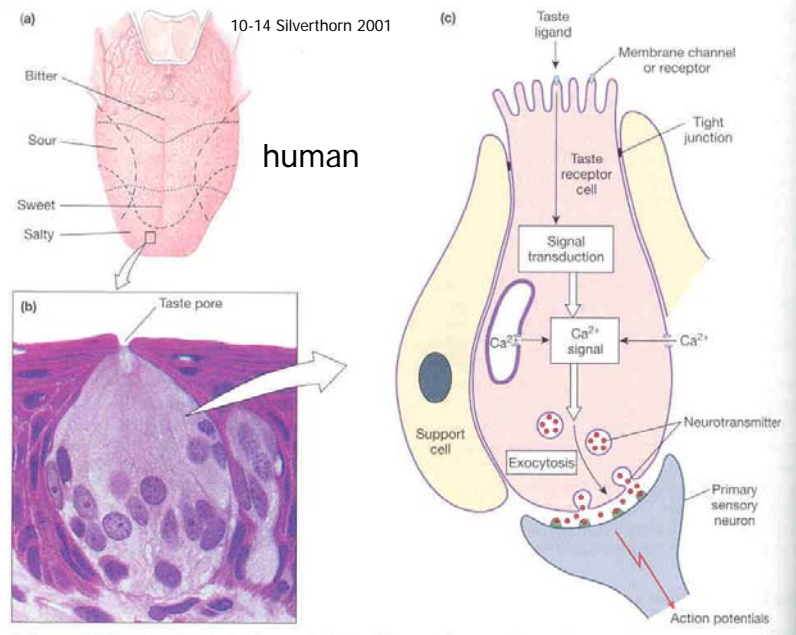 (a)
10-14 Silverthorn 2001
Bitter
Sour
Sweet
Salty
human
(b)
Taste pore
(c)
Taste
ligand
Membrane channel
or receptor
Tight
junction
Taste
receptor
cell
Signal
transduction
Ca2+
Ca2+
signal
Ca2+
Support
cell
Neurotransmitter
Exocytosis
Primary
sensory
neuron
Action potentials